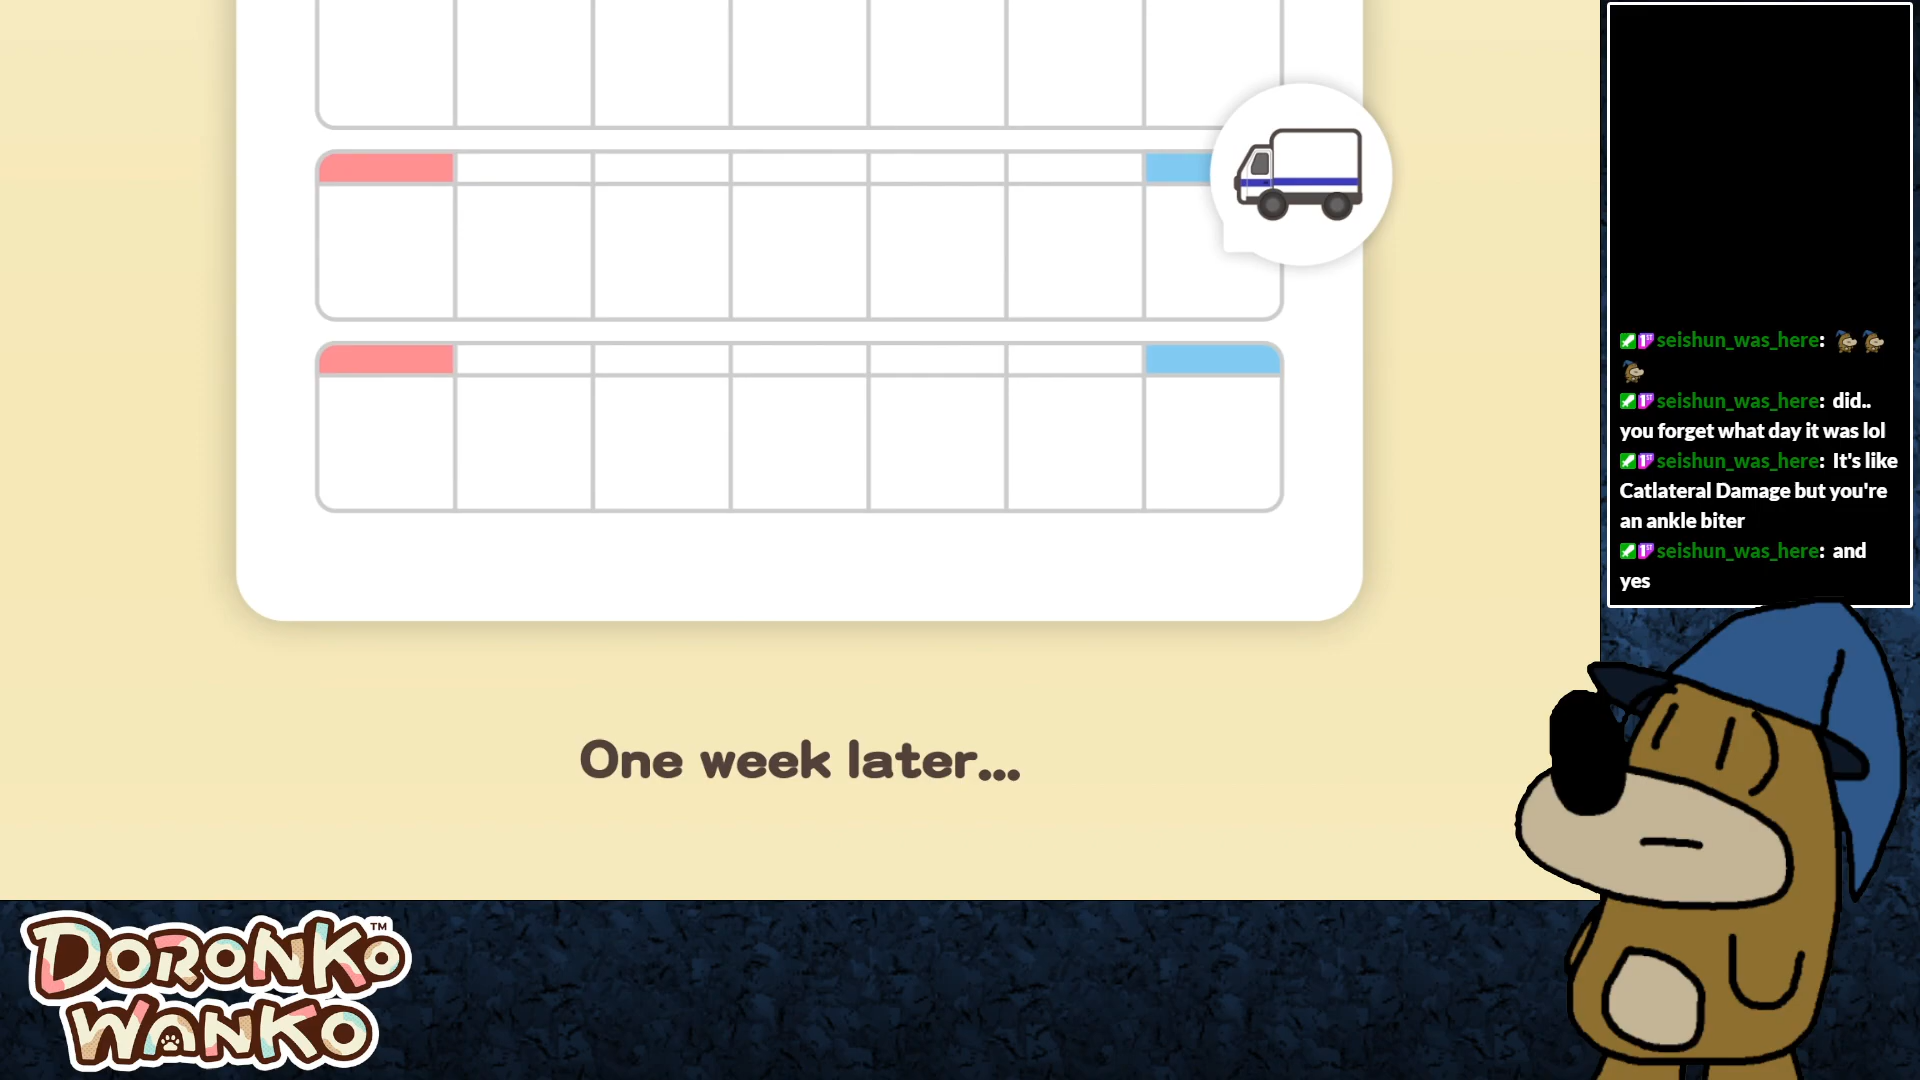 seishun_was_here:
seishun_was_here: did..
you forget what day it was lol
seishun_was_here: It's like
Catlateral Damage but you're
an ankle biter
seishun_was_here: and
yes
One week later...
DORONKO™
WANKO